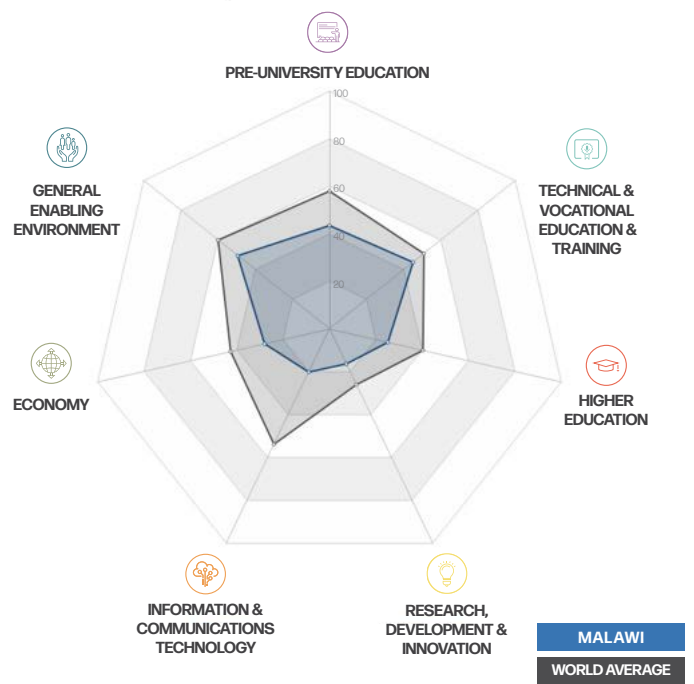 PRE-UNIVERSITY EDUCATION
100
80
60
40
20
GENERAL
ENABLING
ENVIRONMENT
TECHNICAL &
VOCATIONAL
EDUCATION &
TRAINING
ECONOMY
HIGHER
EDUCATION
INFORMATION &
COMMUNICATIONS
TECHNOLOGY
RESEARCH,
DEVELOPMENT &
INNOVATION
MALAWI
WORLD AVERAGE